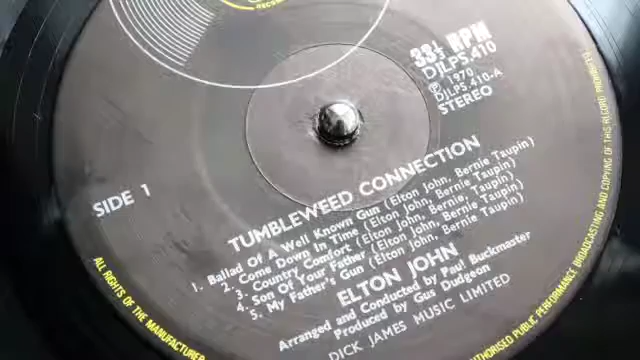 RECOR
33⅓ RPM
DJLPS.410
℗ 1970
DJLPS.410-A
STEREO
SIDE 1
TUMBLEWEED CONNECTION
1. Ballad Of A Well Known Gun (Elton John, Bernie Taupin)
2. Come Down In Time (Elton John, Bernie Taupin)
3. Country Comfort (Elton John, Bernie, Taupin)
4. Son Of Your Father (Elton John, Bernie Taupin)
5. My Father's Gun (Elton John, Bernie Taupin)
ELTON JOHN
Arranged and Conducted by Paul Buckmaster
Produced by Gus Dudgeon
DICK JAMES MUSIC LIMITED
ALL RIGHTS OF THE MANUFACTURER
AUTHORISED PUBLIC PERFORMANCE BROADCASTING AND COPYING OF THIS RECORD PROHIBITED